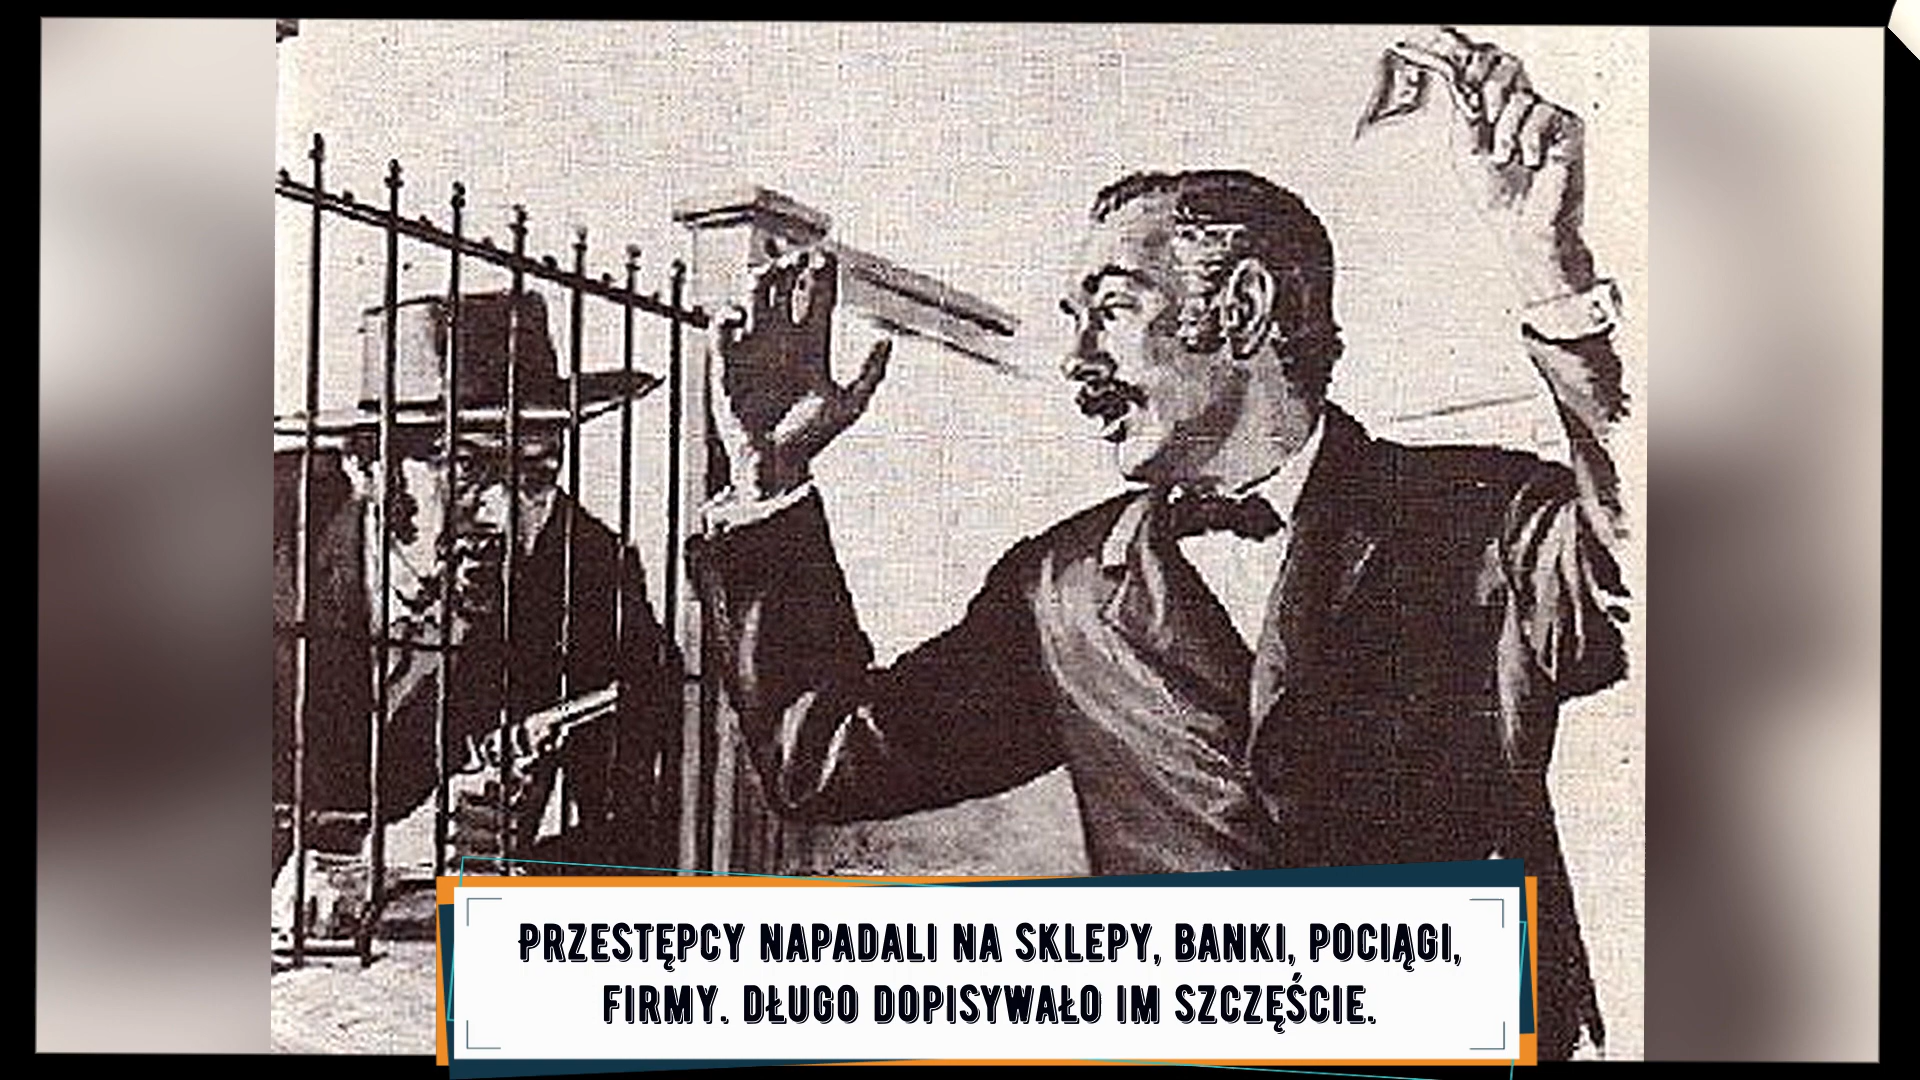 PRZESTĘPCY NAPADALI NA SKLEPY, BANKI, POCIĄGI,
FIRMY. DŁUGO DOPISYWAŁO IM SZCZĘŚCIE.